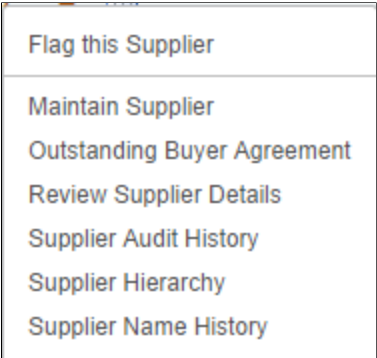 Flag this Supplier
Maintain Supplier
Outstanding Buyer Agreement
Review Supplier Details
Supplier Audit History
Supplier Hierarchy
Supplier Name History